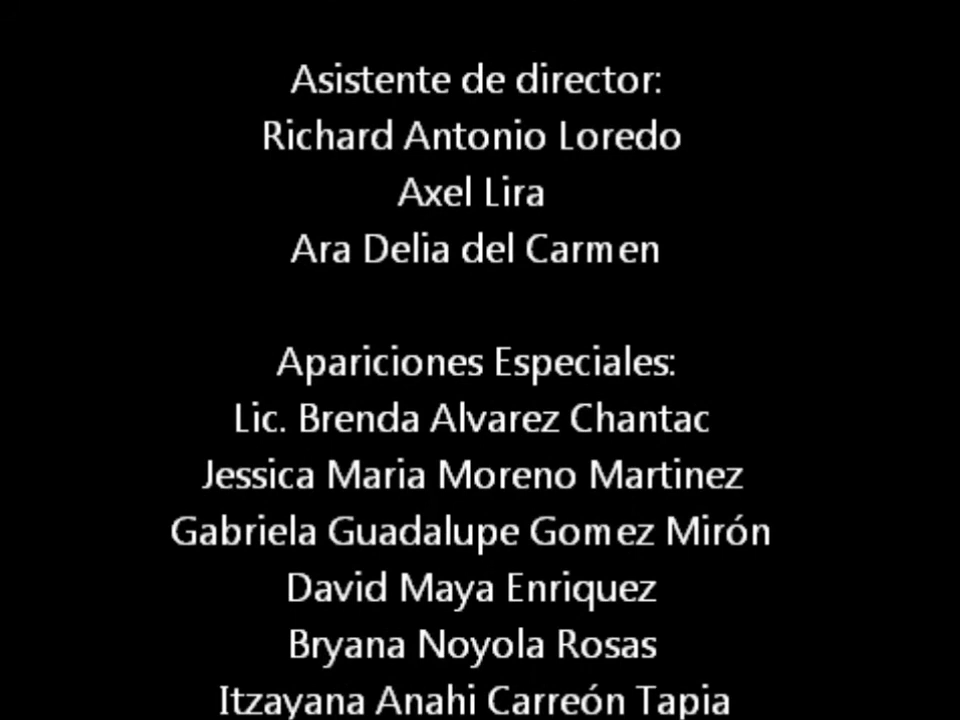 Asistente de director:
Richard Antonio Loredo
Axel Lira
Ara Delia del Carmen
Apariciones Especiales:
Lic. Brenda Alvarez Chantac
Jessica Maria Moreno Martinez
Gabriela Guadalupe Gomez Mirón
David Maya Enriquez
Bryana Noyola Rosas
Itzayana Anahi Carreón Tapia